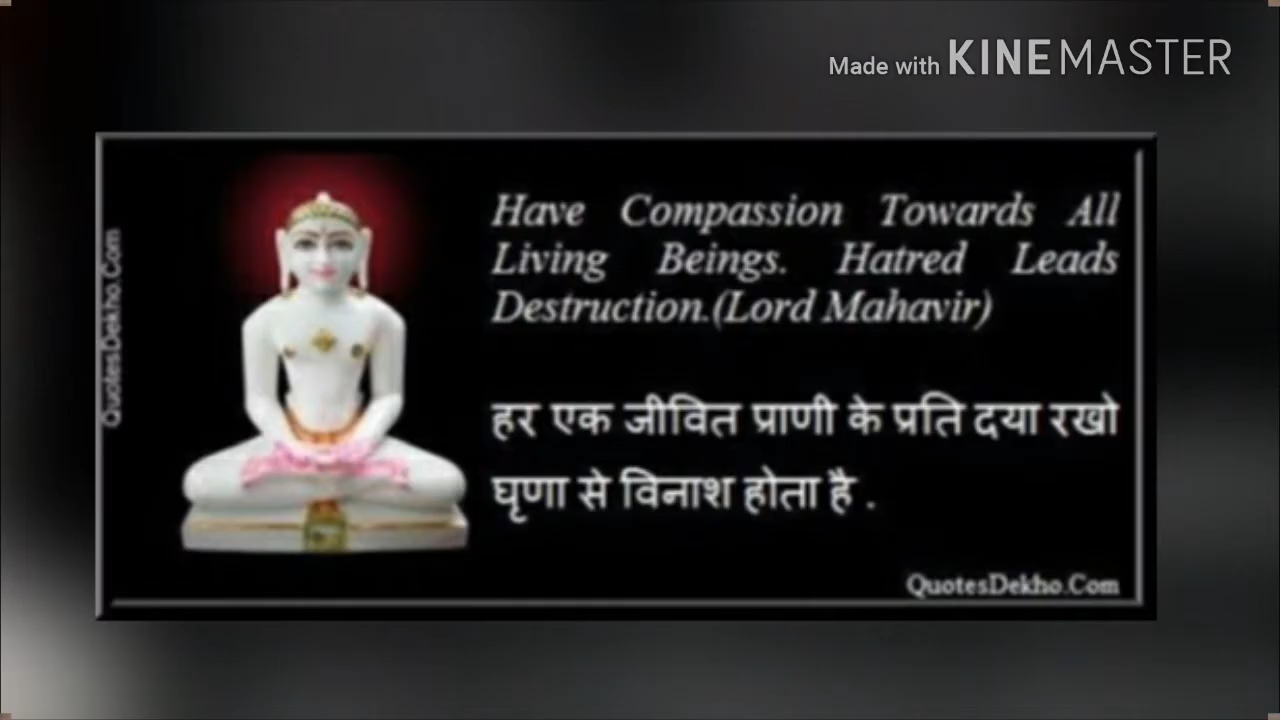 Made with KINEMASTER
QuotesDekho.Com
Have Compassion Towards All
Living Beings. Hatred Leads
Destruction.(Lord Mahavir)
हर एक जीवित प्राणी के प्रति दया रखो
घृणा से विनाश होता है .
QuotesDekho.Com